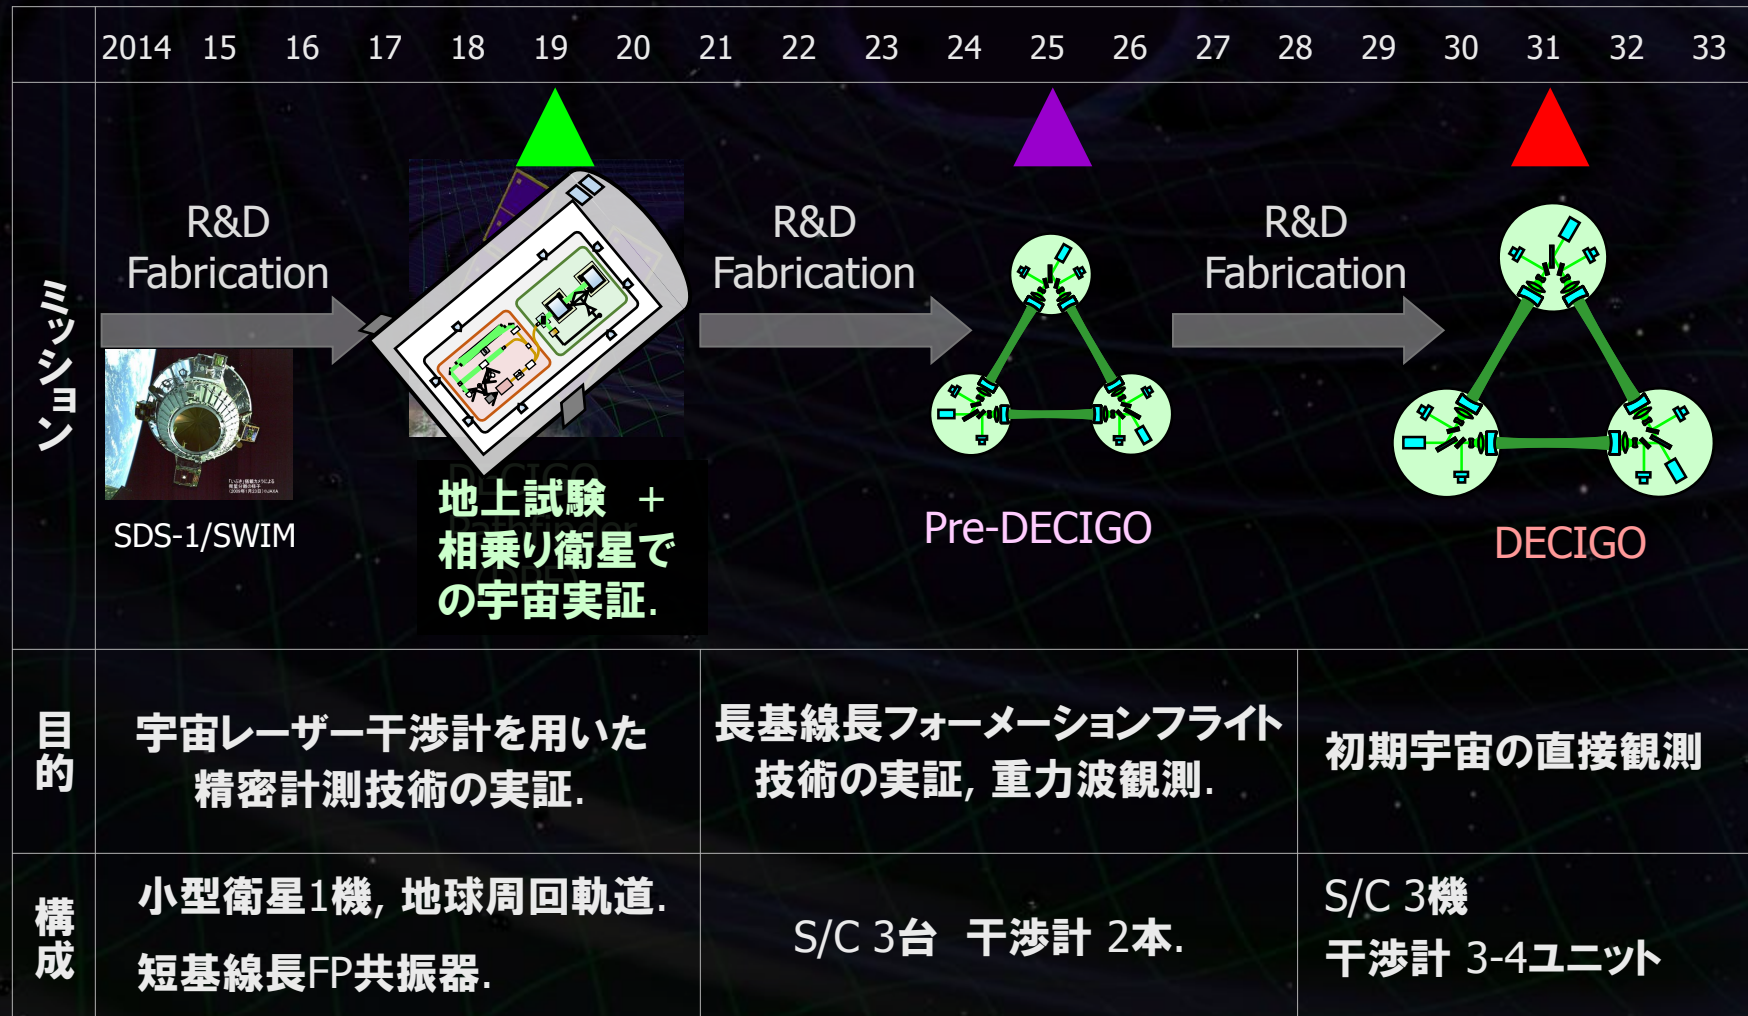 2014 15 16 17 18 19 20 21 22 23 24 25 26 27 28 29 30 31 32 33
ミッション
R&D
Fabrication
R&D
Fabrication
R&D
Fabrication
SDS-1/SWIM
DECIGO
Pathfinder
地上試験 +
相乗り衛星で
の宇宙実証.
Pre-DECIGO
DECIGO
目的
宇宙レーザー干渉計を用いた
精密計測技術の実証.
長基線長フォーメーションフライト
技術の実証, 重力波観測.
初期宇宙の直接観測
構成
小型衛星1機, 地球周回軌道.
短基線長FP共振器.
S/C 3台 干渉計 2本.
S/C 3機
干渉計 3-4ユニット